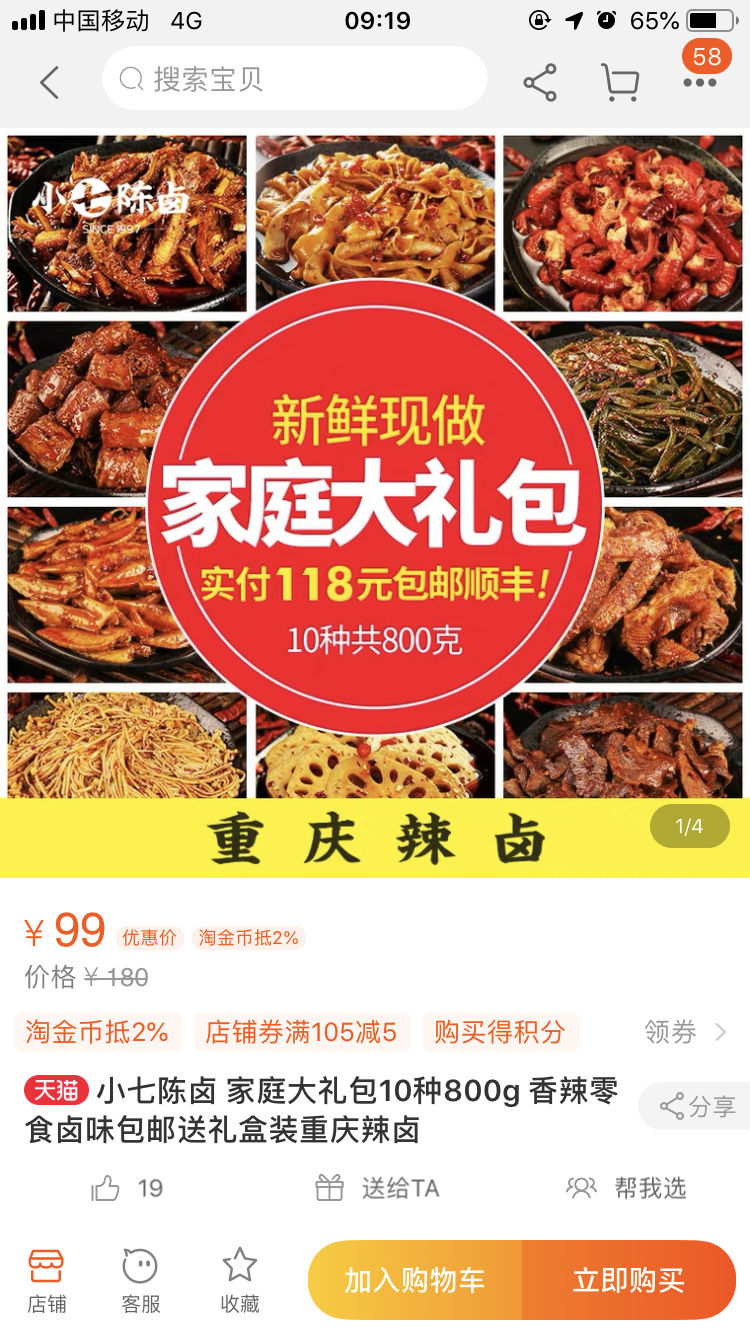 中国移动 4G 09:19 65%
搜索宝贝
58
小七陈卤
SINCE 1997
新鲜现做
家庭大礼包
实付118元包邮顺丰!
10种共800克
重庆辣卤
1/4
¥99 优惠价 淘金币抵2%
价格 ¥180
淘金币抵2% 店铺券满105减5 购买得积分 领券
天猫 小七陈卤 家庭大礼包10种800g 香辣零
食卤味包邮送礼盒装重庆辣卤
分享
19 送给TA 帮我选
店铺 客服 收藏 加入购物车 立即购买